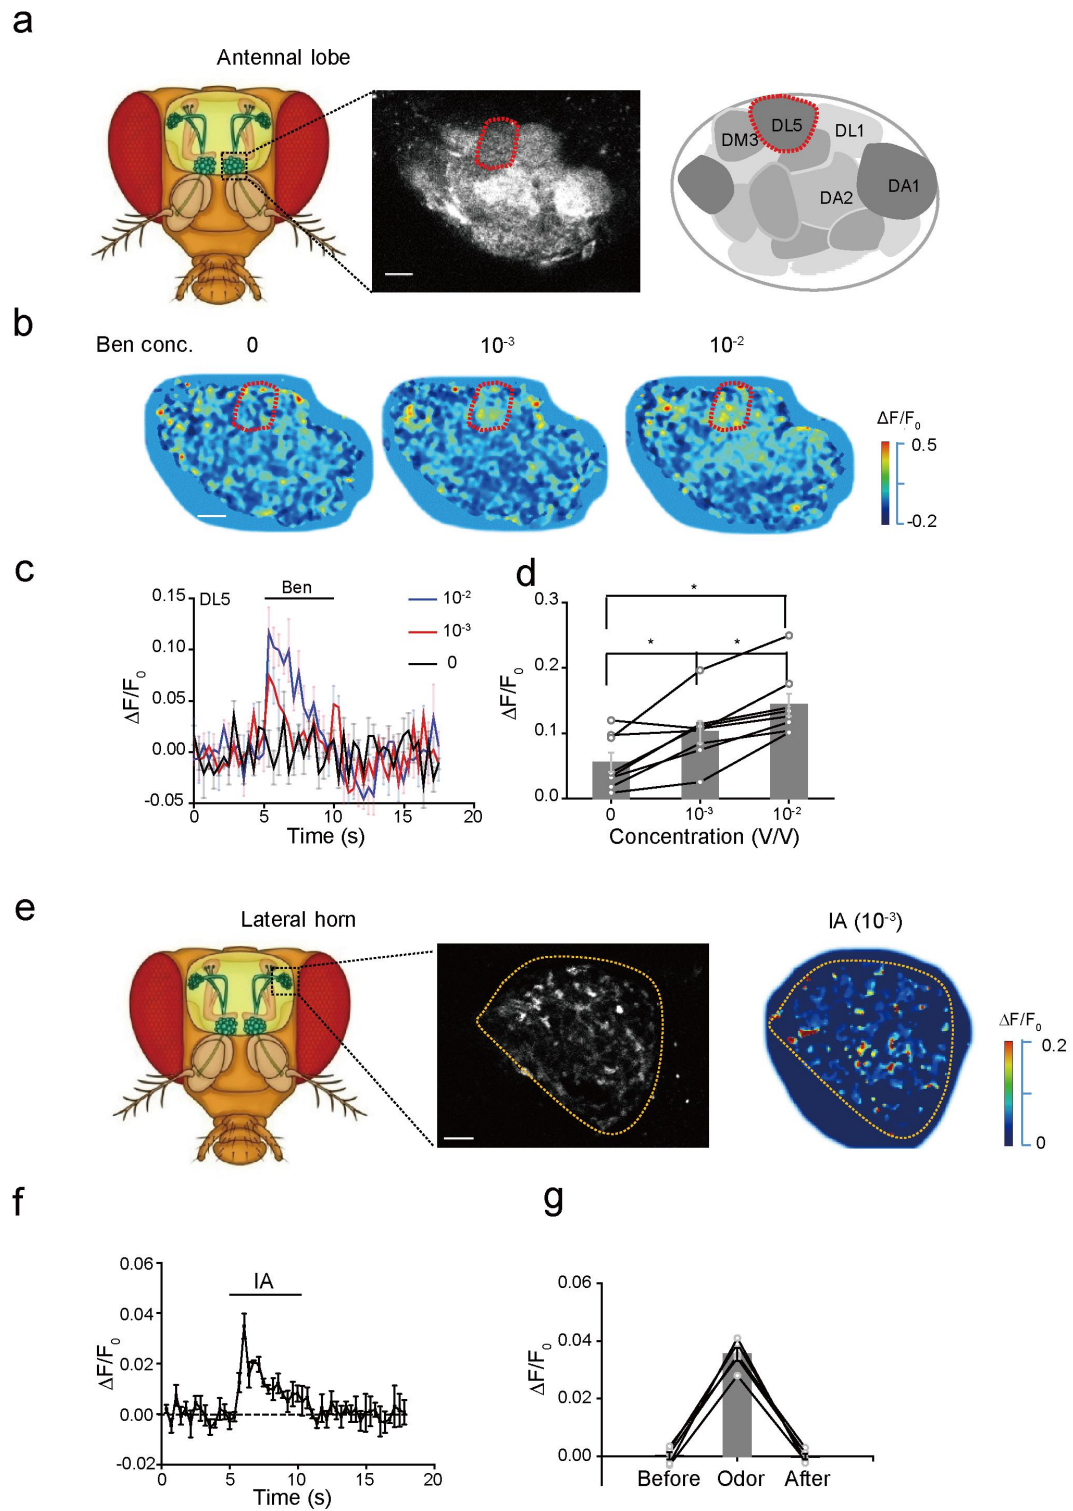 a
Antennal lobe
DM3 DL5 DL1
DA2 DA1
b
Ben conc. 0 10⁻³ 10⁻²
ΔF/F₀
0.5
-0.2
c
DL5 Ben
10⁻²
10⁻³
0
0.15
0.10
0.05
0.00
-0.05
ΔF/F₀
0 5 10 15 20
Time (s)
d
*
* *
0.3
0.2
0.1
0.0
ΔF/F₀
0 10⁻³ 10⁻²
Concentration (V/V)
e
Lateral horn
IA (10⁻³)
ΔF/F₀
0.2
0
f
IA
0.06
0.04
0.02
0.00
-0.02
ΔF/F₀
0 5 10 15 20
Time (s)
g
0.06
0.04
0.02
0.00
ΔF/F₀
Before Odor After